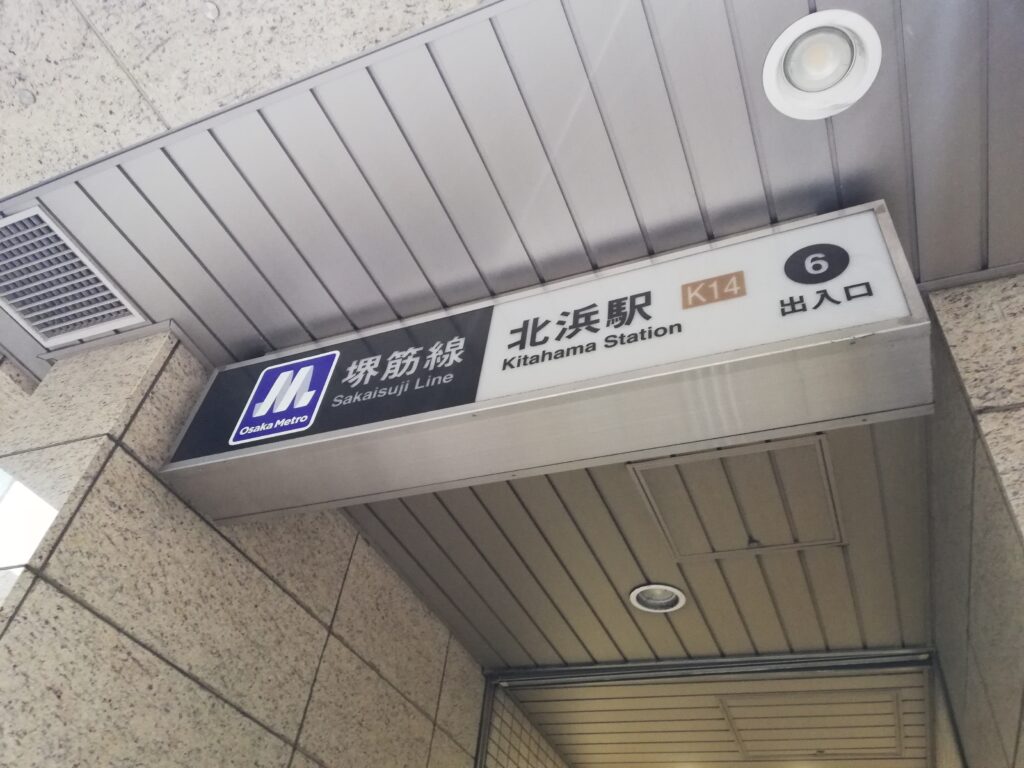 M
Osaka Metro
堺筋線
Sakaisuji Line
北浜駅
Kitahama Station
K14
6
出入口